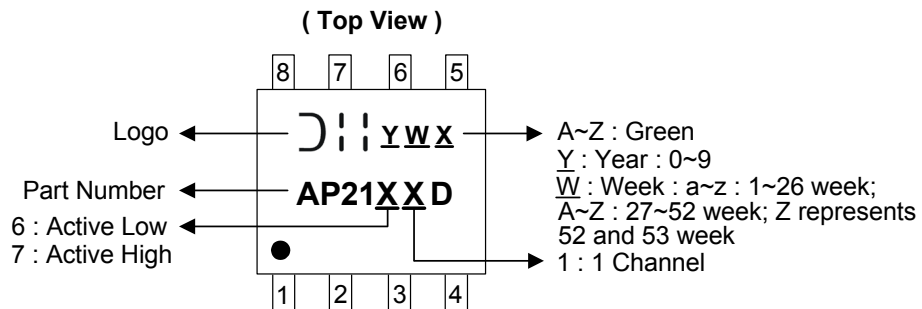 ( Top View )
8 7 6 5
Logo
Y W X
A~Z : Green
Y : Year : 0~9
W : Week : a~z : 1~26 week;
A~Z : 27~52 week; Z represents
52 and 53 week
1 : 1 Channel
Part Number
AP21XXD
6 : Active Low
7 : Active High
1 2 3 4